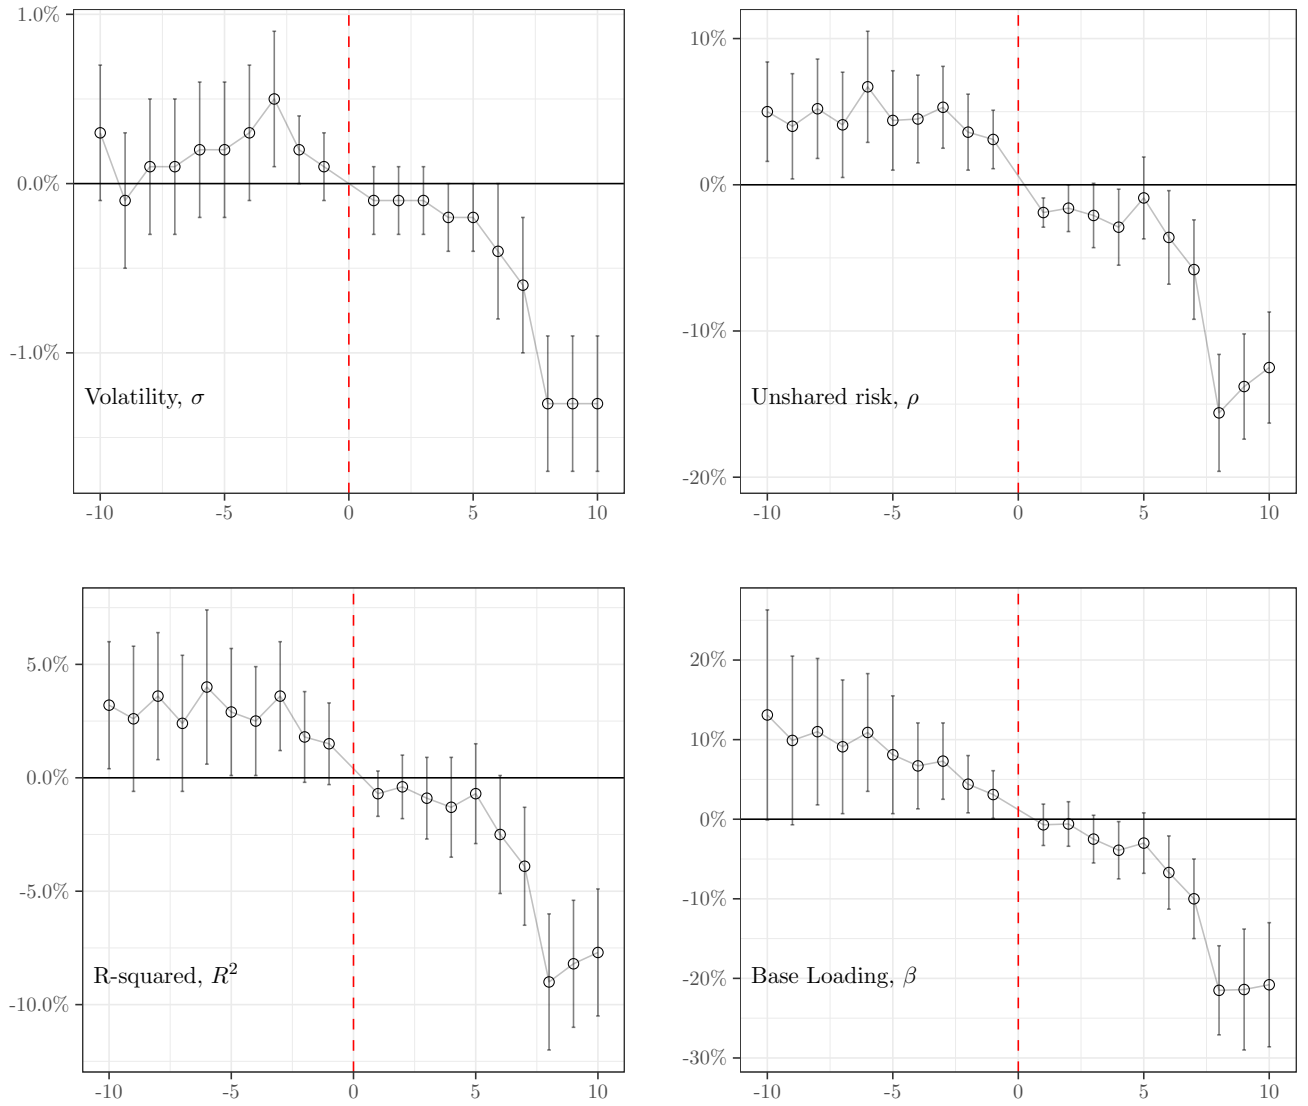 1.0%
0.0%
-1.0%
Volatility, σ
-10 -5 0 5 10
10%
0%
-10%
-20%
Unshared risk, ρ
-10 -5 0 5 10
5.0%
0.0%
-5.0%
-10.0%
R-squared, R²
-10 -5 0 5 10
20%
10%
0%
-10%
-20%
-30%
Base Loading, β
-10 -5 0 5 10